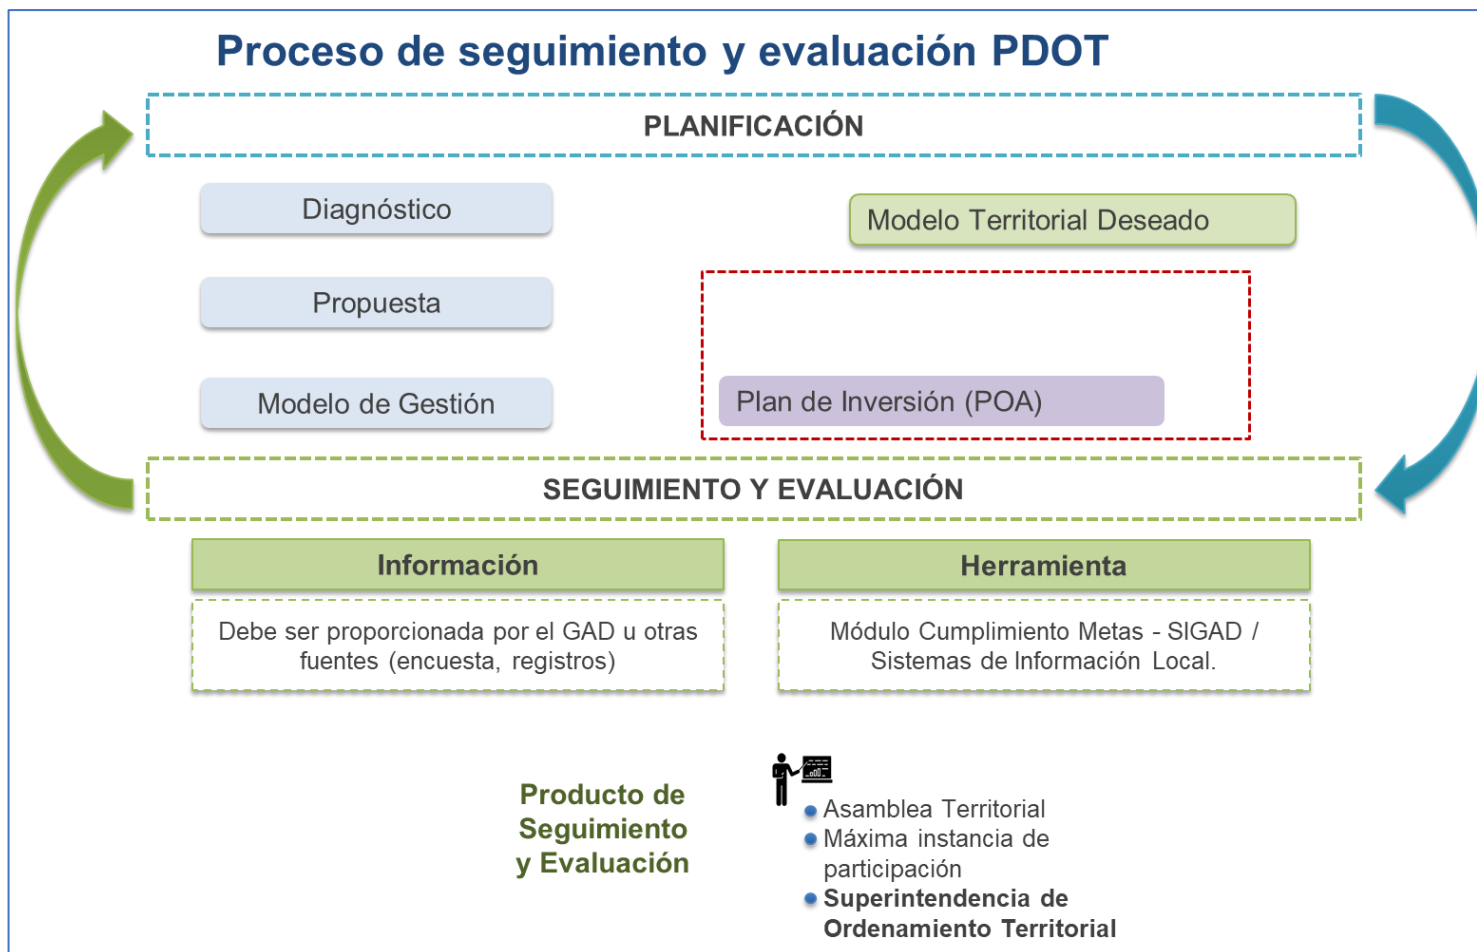 Proceso de seguimiento y evaluación PDOT
PLANIFICACIÓN
Diagnóstico
Modelo Territorial Deseado
Propuesta
Modelo de Gestión
Plan de Inversión (POA)
SEGUIMIENTO Y EVALUACIÓN
Información
Debe ser proporcionada por el GAD u otras
fuentes (encuesta, registros)
Herramienta
Módulo Cumplimiento Metas - SIGAD /
Sistemas de Información Local.
Producto de
Seguimiento
y Evaluación
Asamblea Territorial
Máxima instancia de
participación
Superintendencia de
Ordenamiento Territorial